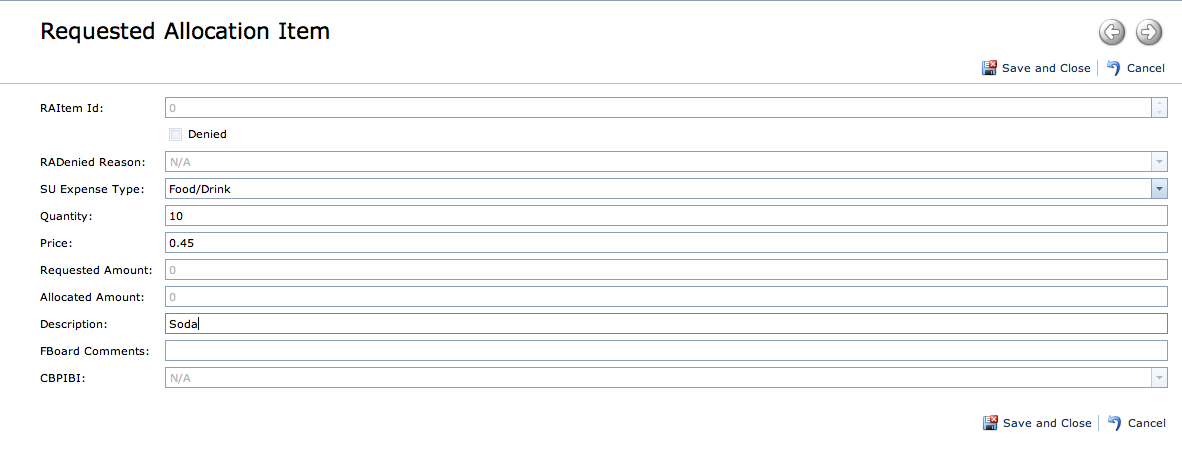 Requested Allocation Item
Save and Close Cancel
RAItem Id: 0
Denied
RADenied Reason: N/A
SU Expense Type: Food/Drink
Quantity: 10
Price: 0.45
Requested Amount: 0
Allocated Amount: 0
Description: Soda
FBoard Comments:
CBPIBI: N/A
Save and Close Cancel